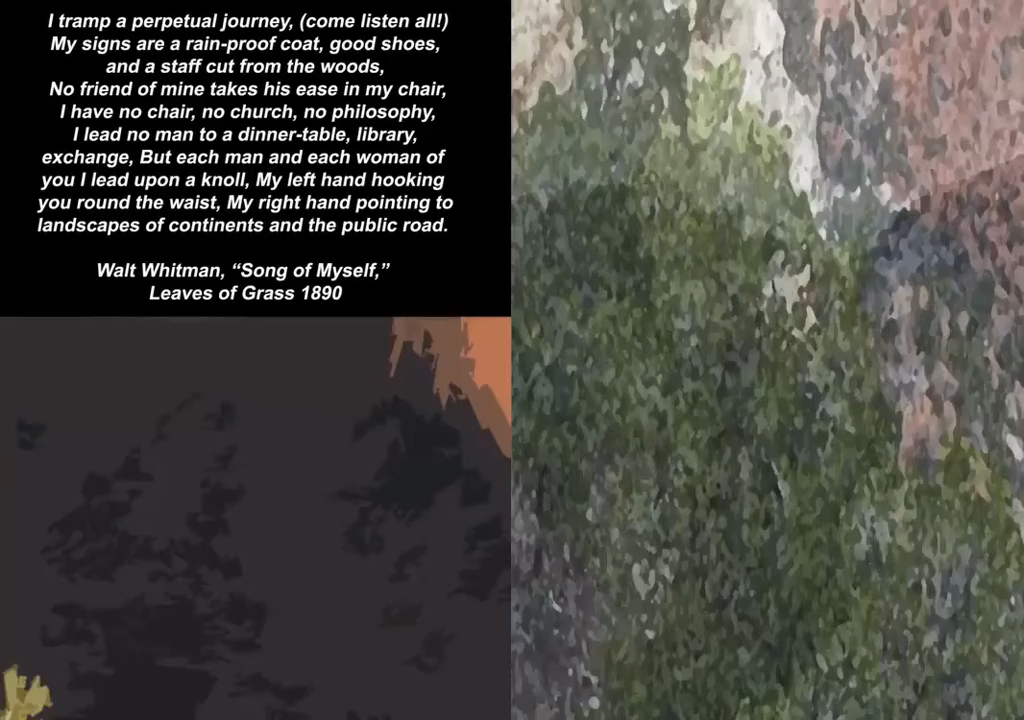 I tramp a perpetual journey, (come listen all!)
My signs are a rain-proof coat, good shoes,
and a staff cut from the woods,
No friend of mine takes his ease in my chair,
I have no chair, no church, no philosophy,
I lead no man to a dinner-table, library,
exchange, But each man and each woman of
you I lead upon a knoll, My left hand hooking
you round the waist, My right hand pointing to
landscapes of continents and the public road.
Walt Whitman, “Song of Myself,”
Leaves of Grass 1890